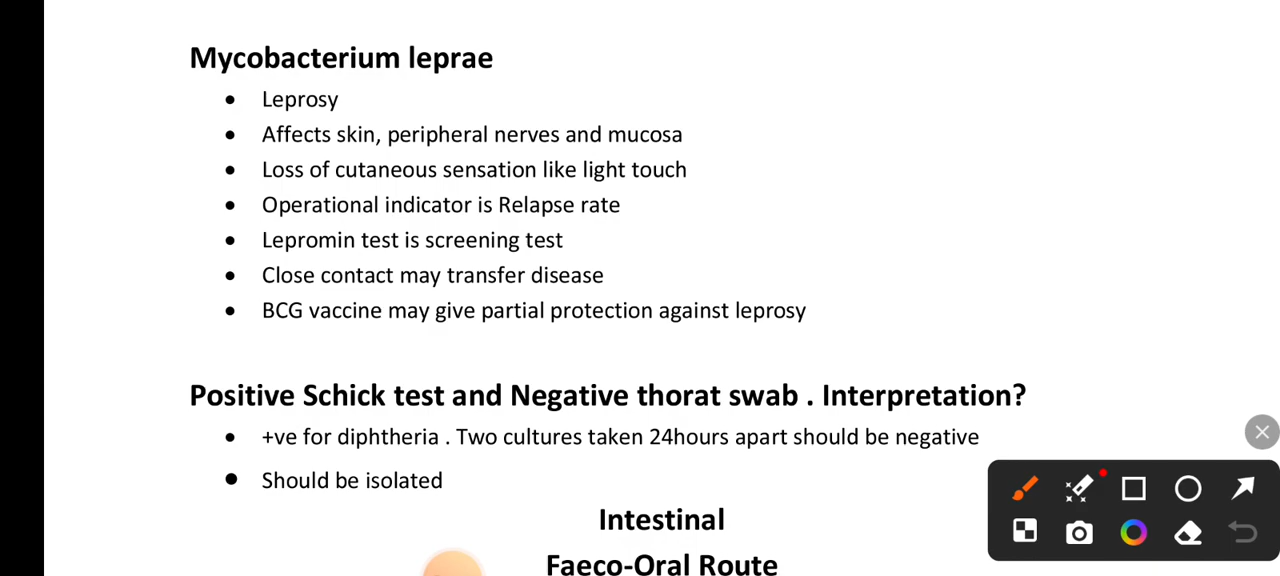 Mycobacterium leprae
• Leprosy
• Affects skin, peripheral nerves and mucosa
• Loss of cutaneous sensation like light touch
• Operational indicator is Relapse rate
• Lepromin test is screening test
• Close contact may transfer disease
• BCG vaccine may give partial protection against leprosy
Positive Schick test and Negative thorat swab . Interpretation?
• +ve for diphtheria . Two cultures taken 24hours apart should be negative
• Should be isolated
Intestinal
Faeco-Oral Route